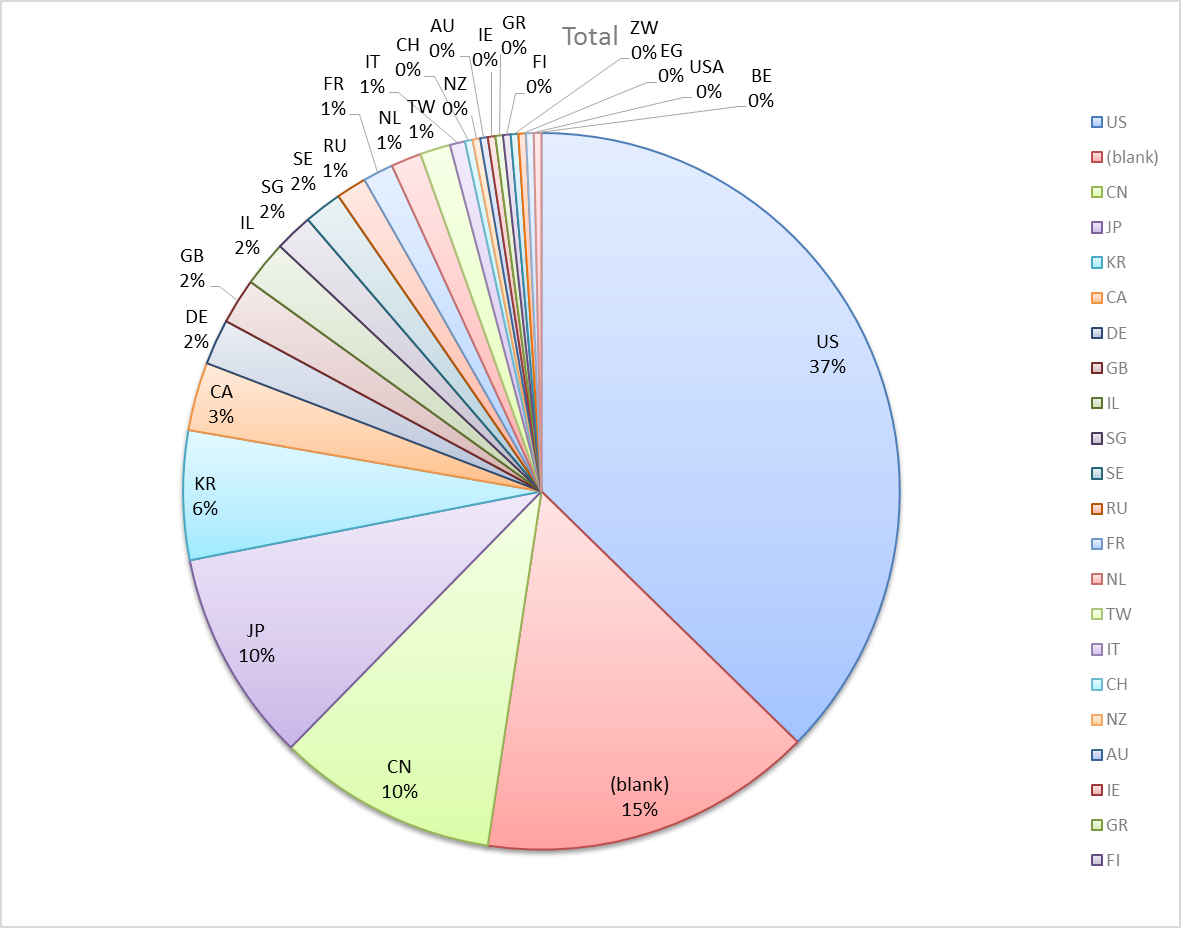 Total
US
37%
(blank)
15%
CN
10%
JP
10%
KR
6%
CA
3%
DE
2%
GB
2%
IL
2%
SG
2%
SE
2%
RU
1%
FR
1%
NL
1%
TW
1%
IT
1%
CH
0%
NZ
0%
AU
0%
IE
0%
GR
0%
FI
0%
ZW
0%
EG
0%
USA
0%
BE
0%
US
(blank)
CN
JP
KR
CA
DE
GB
IL
SG
SE
RU
FR
NL
TW
IT
CH
NZ
AU
IE
GR
FI